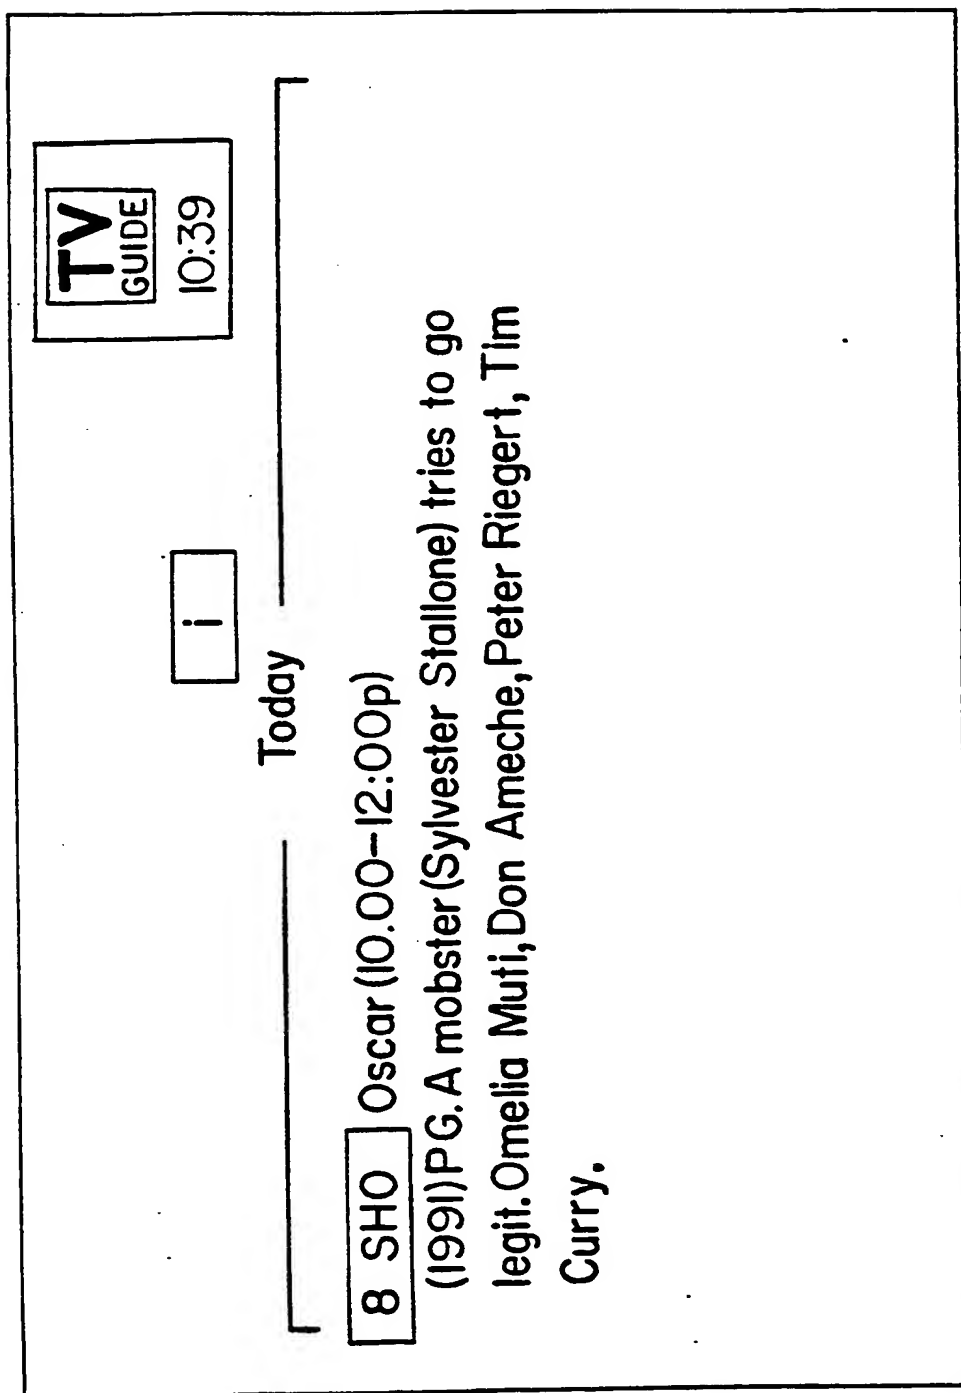 TV
GUIDE
10:39
i
Today
8 SHO Oscar (10.00-12:00p)
(1991) PG. A mobster (Sylvester Stallone) tries to go
legit. Omelia Muti, Don Ameche, Peter Riegert, Tim
Curry.